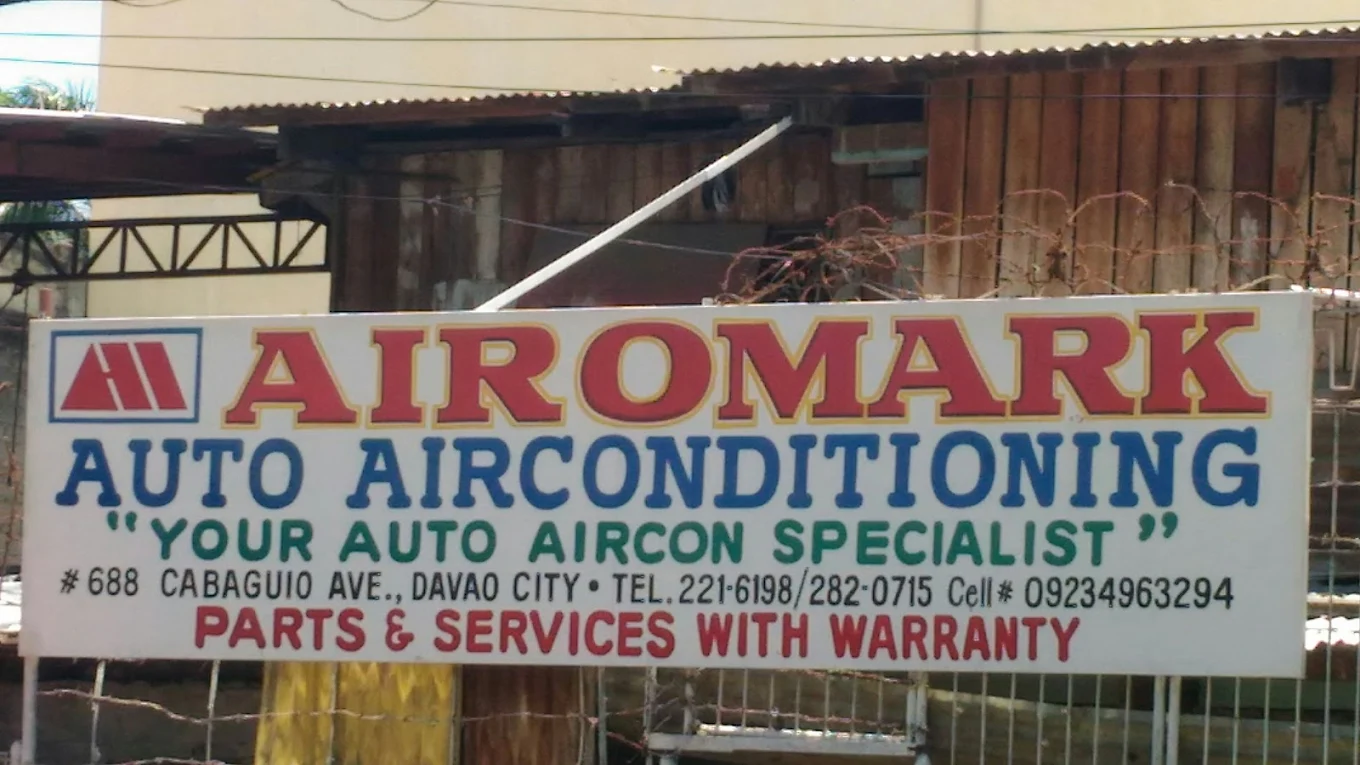 AIROMARK
AUTO AIRCONDITIONING
"YOUR AUTO AIRCON SPECIALIST"
# 688 CABAGUIO AVE., DAVAO CITY • TEL. 221-6198/282-0715 Cell# 09234963294
PARTS & SERVICES WITH WARRANTY